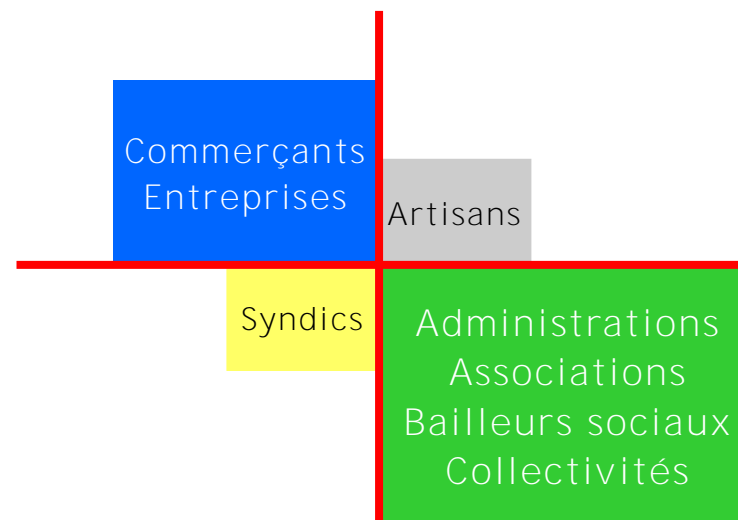 Commerçants
Entreprises
Artisans
Syndics
Administrations
Associations
Bailleurs sociaux
Collectivités